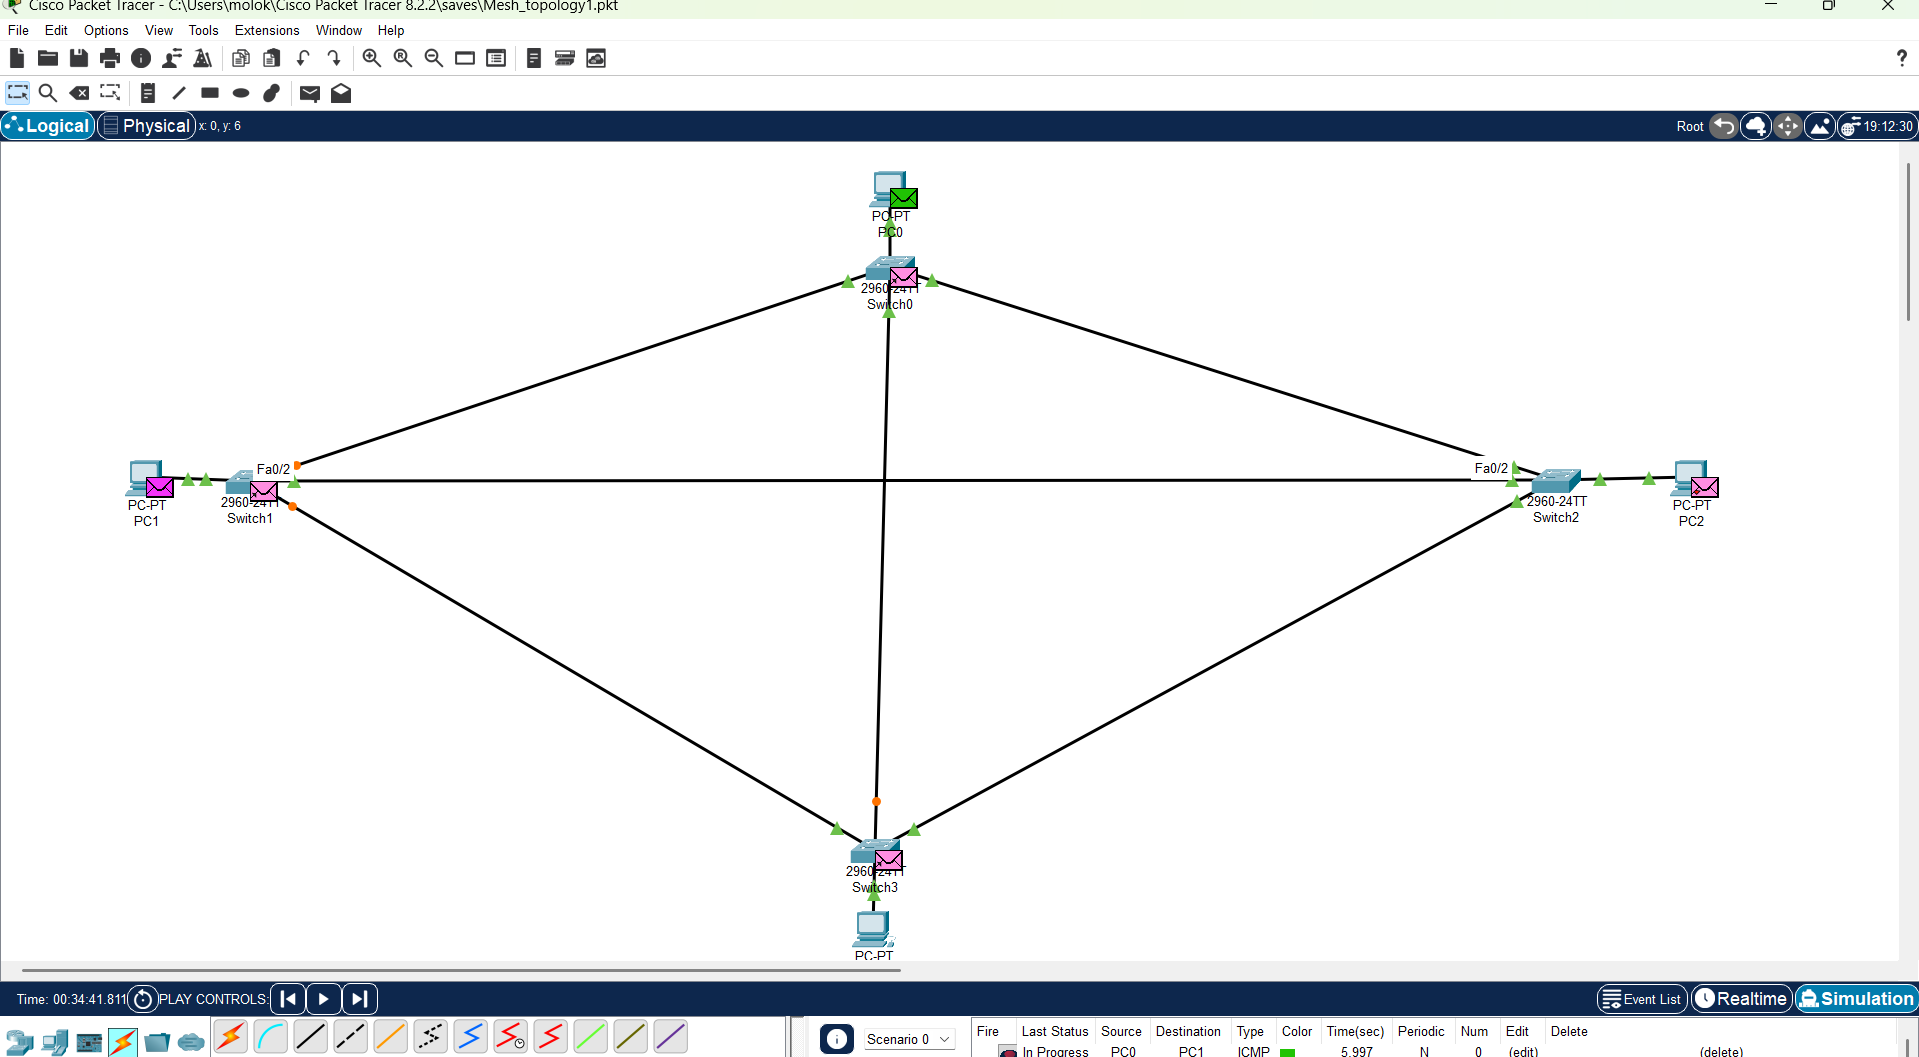 Cisco Packet Tracer - C:\Users\molok\Cisco Packet Tracer 8.2.2\saves\Mesh_topology1.pkt
File Edit Options View Tools Extensions Window Help
?
Logical Physical x: 0, y: 6 Root 19:12:30
PC-PT
PC0
2960-24TT
Switch0
Fa0/2
Fa0/2
PC-PT
PC1
2960-24TT
Switch1
2960-24TT
Switch2
PC-PT
PC2
2960-24TT
Switch3
PC-PT
Time: 00:34:41.811 PLAY CONTROLS: Event List Realtime Simulation
Scenario 0
Fire Last Status Source Destination Type Color Time(sec) Periodic Num Edit Delete
In Progress PC0 PC1 ICMP 5.997 N 0 (edit) (delete)